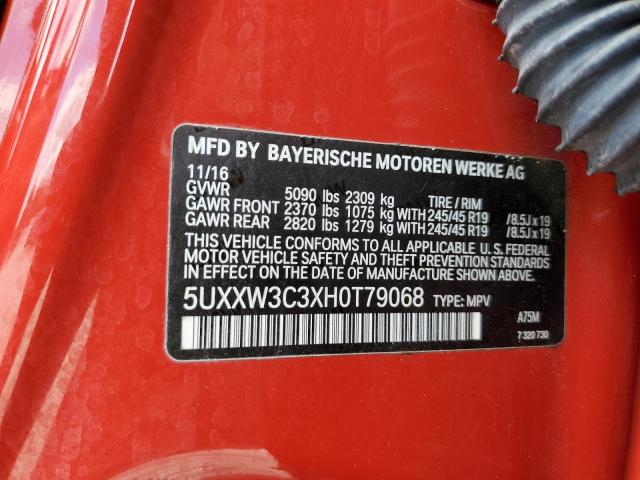 MFD BY BAYERISCHE MOTOREN WERKE AG
11/16
GVWR 5090 lbs 2309 kg TIRE / RIM
GAWR FRONT 2370 lbs 1075 kg WITH 245/45 R19 /8.5J x 19
GAWR REAR 2820 lbs 1279 kg WITH 245/45 R19 /8.5J x 19
THIS VEHICLE CONFORMS TO ALL APPLICABLE U.S. FEDERAL
MOTOR VEHICLE SAFETY AND THEFT PREVENTION STANDARDS
IN EFFECT ON THE DATE OF MANUFACTURE SHOWN ABOVE.
5UXXW3C3XH0T79068 TYPE: MPV
A75M
7 320 730